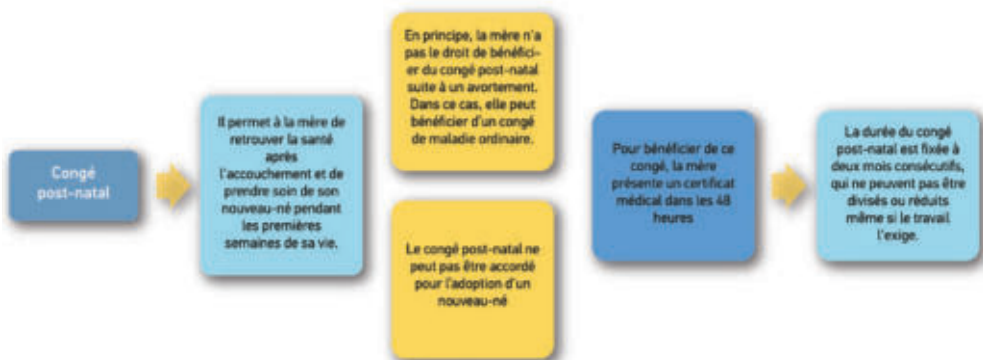 Congé
post-natal
Il permet à la mère de
retrouver la santé
après
l'accouchement et de
prendre soin de son
nouveau-né pendant
les premières
semaines de sa vie.
En principe, la mère n'a
pas le droit de bénéfici-
er du congé post-natal
suite à un avortement.
Dans ce cas, elle peut
bénéficier d'un congé
de maladie ordinaire.
Le congé post-natal ne
peut pas être accordé
pour l'adoption d'un
nouveau-né
Pour bénéficier de ce
congé, la mère
présente un certificat
médical dans les 48
heures
La durée du congé
post-natal est fixée à
deux mois consécutifs,
qui ne peuvent pas être
divisés ou réduits
même si le travail
l'exige.